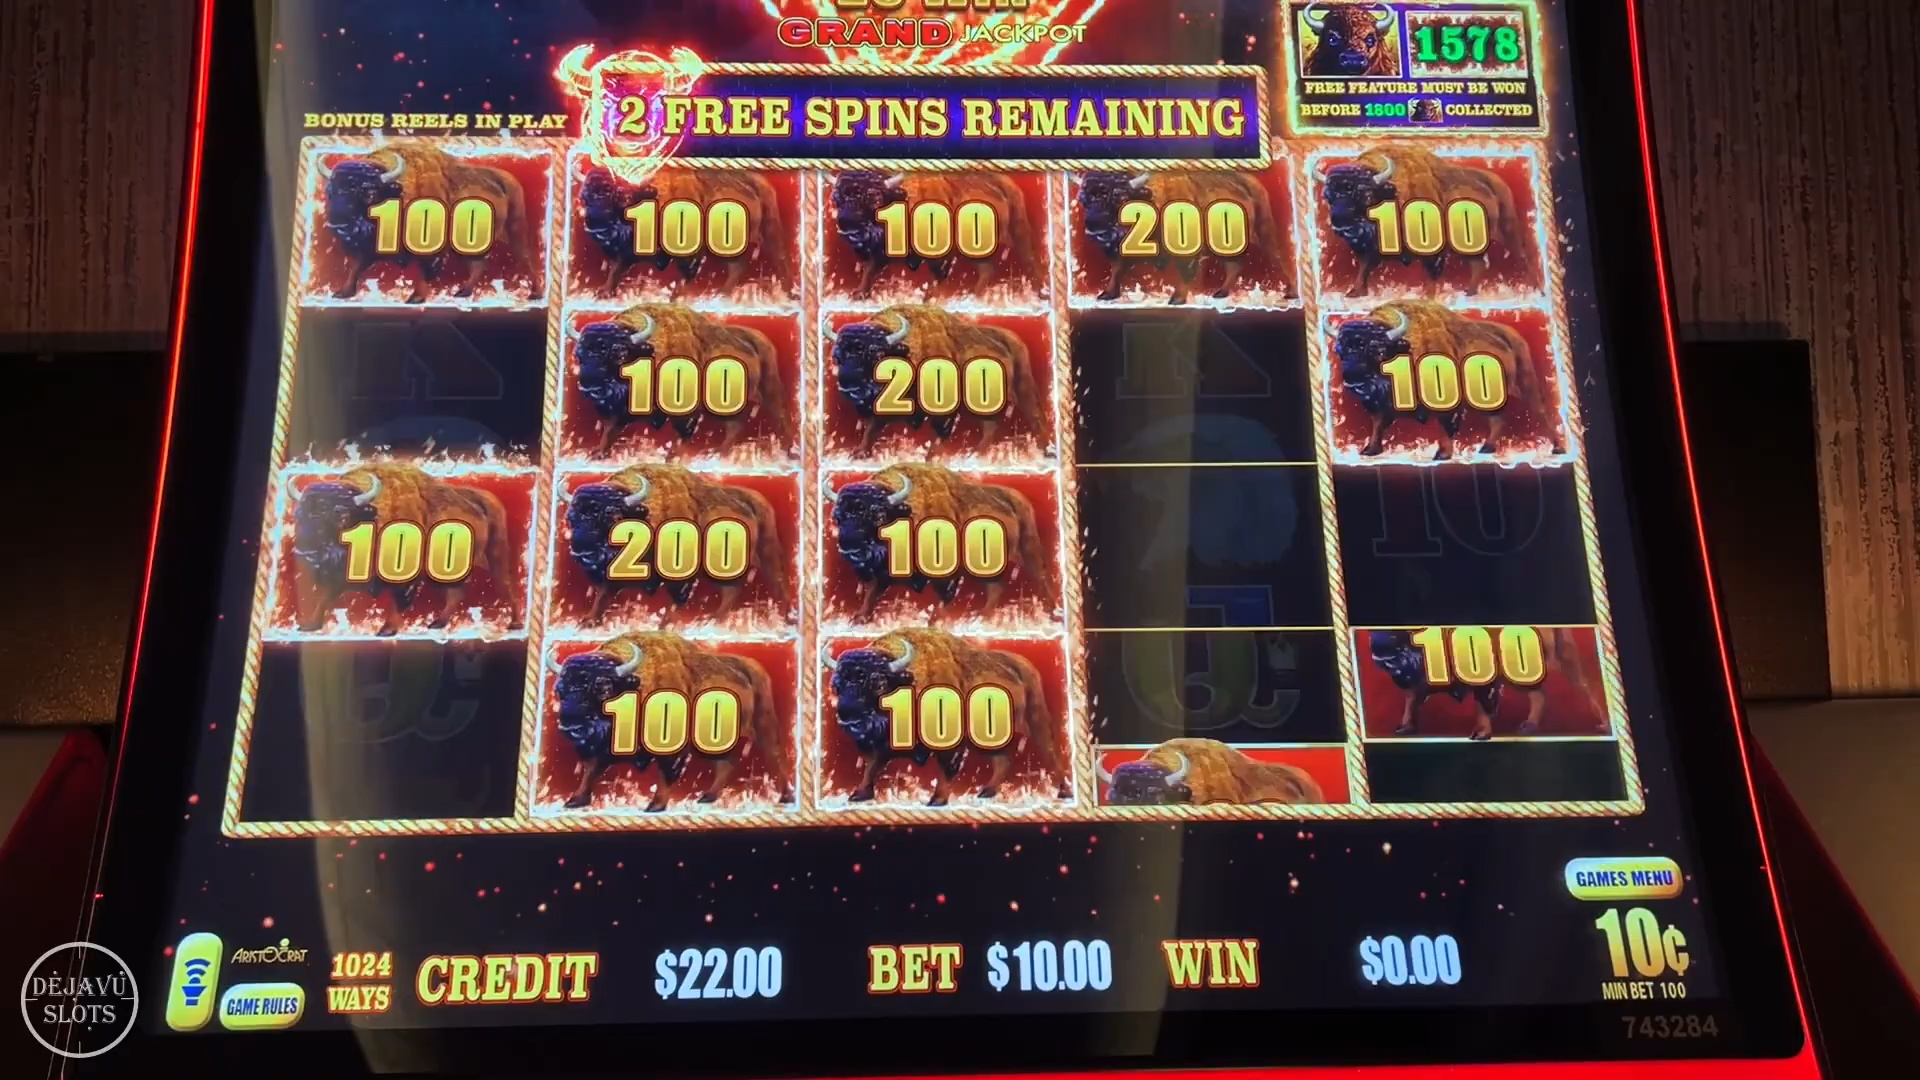 GRAND JACKPOT
1578
FREE FEATURE MUST BE WON
BEFORE 1800 COLLECTED
BONUS REELS IN PLAY
2 FREE SPINS REMAINING
100 100 100 200 100
100 200 100
100 200 100
100
100 100
GAMES MENU
ARISTOCRAT
GAME RULES
1024
WAYS
CREDIT $22.00 BET $10.00 WIN $0.00
10¢
MIN BET 100
743284
DÉJÀVU
SLOTS